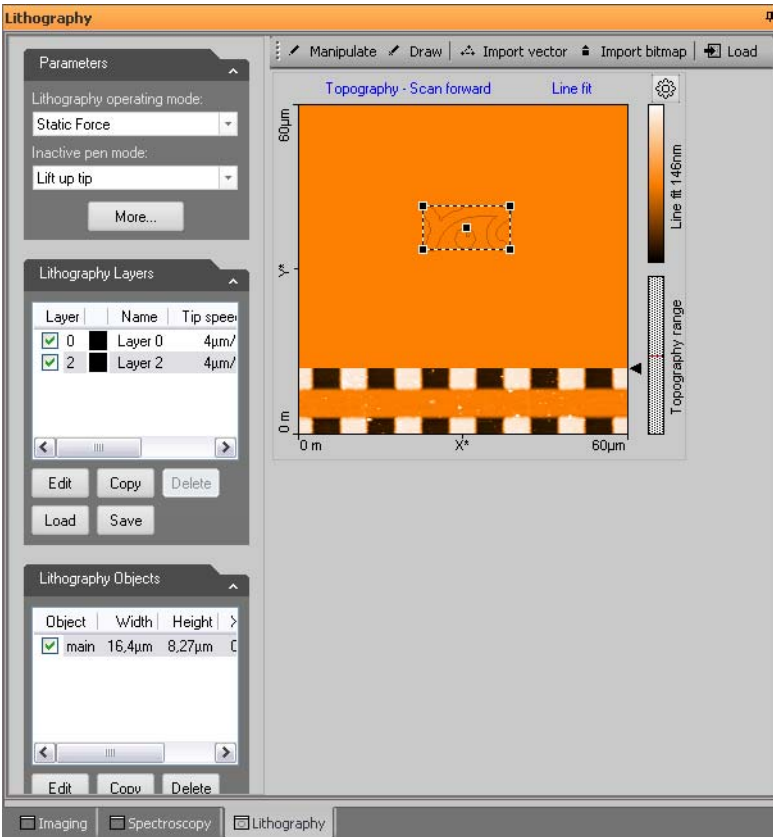 Lithography
Parameters
Lithography operating mode:
Static Force
Inactive pen mode:
Lift up tip
More...
Lithography Layers
Layer Name Tip speed
0 Layer 0 4µm/
2 Layer 2 4µm/
Edit Copy Delete
Load Save
Lithography Objects
Object Width Height
main 16,4µm 8,27µm
Edit Copy Delete
Manipulate Draw Import vector Import bitmap Load
Topography - Scan forward Line fit
60µm
Y*
0 m
0 m X* 60µm
Line fit 146nm
Topography range
Imaging Spectroscopy Lithography